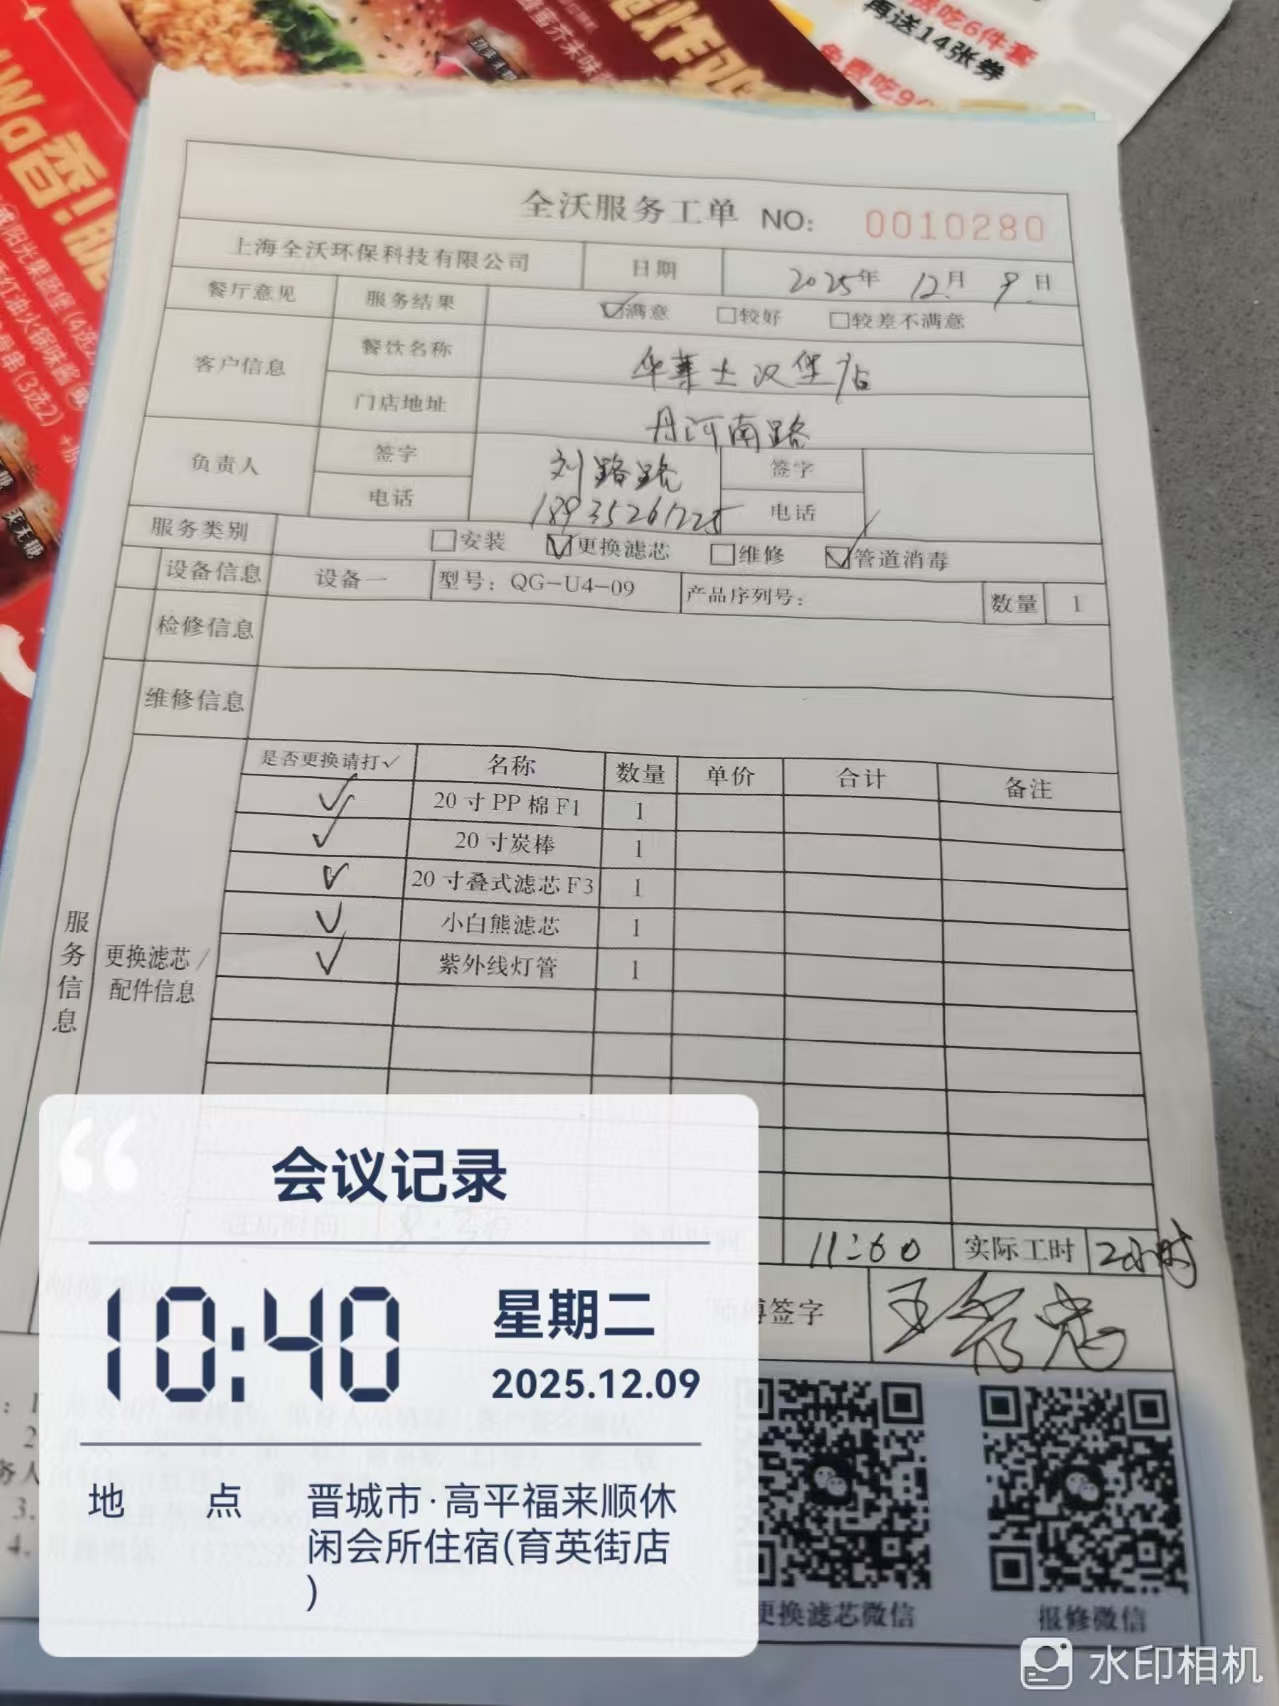 再送14张券
香!脆
全沃服务工单 NO: 0010280
上海全沃环保科技有限公司 日期 2025年 12月 9日
餐厅意见 服务结果 ☑满意 □较好 □较差不满意
客户信息 餐饮名称 华莱士汉堡店
门店地址 丹河南路
负责人 签字 刘路路 签字
电话 18935261225 电话
服务类别 □安装 ☑更换滤芯 □维修 ☑管道消毒
设备信息 设备一 型号: QG-U4-09 产品序列号: 数量 1
检修信息
维修信息
是否更换请打✓ 名称 数量 单价 合计 备注
✓ 20寸PP棉F1 1
✓ 20寸炭棒 1
✓ 20寸叠式滤芯F3 1
✓ 小白熊滤芯 1
✓ 紫外线灯管 1
服务信息
更换滤芯/
配件信息
11:60 实际工时 2小时
师傅签字
会议记录
10:40 星期二
2025.12.09
地 点 晋城市·高平福来顺休
闲会所住宿(育英街店
)
更换滤芯微信 报修微信
水印相机